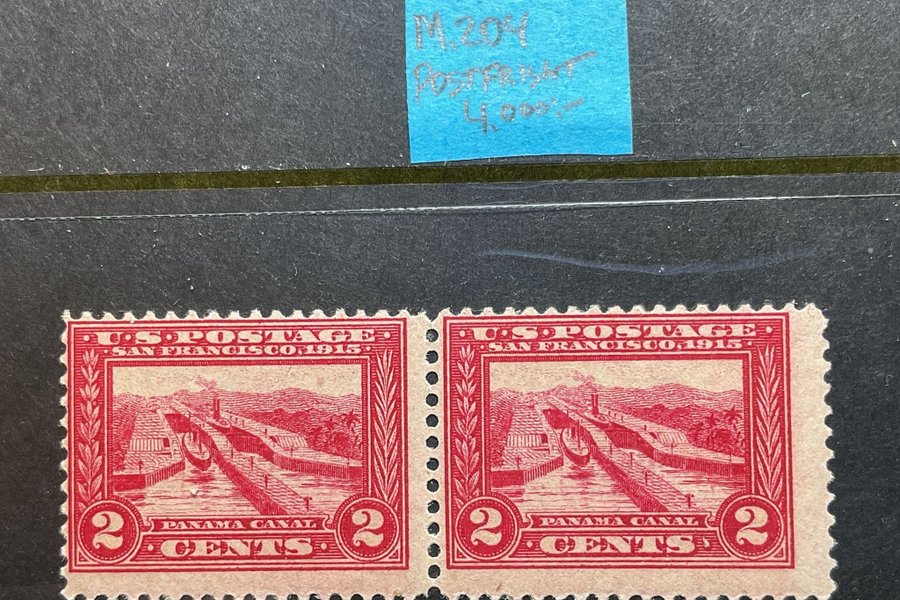 M.204
POSTFRISKT
4.000:-
U.S. POSTAGE
SAN FRANCISCO, 1915
2 PANAMA CANAL 2
CENTS
U.S. POSTAGE
SAN FRANCISCO, 1915
2 PANAMA CANAL 2
CENTS